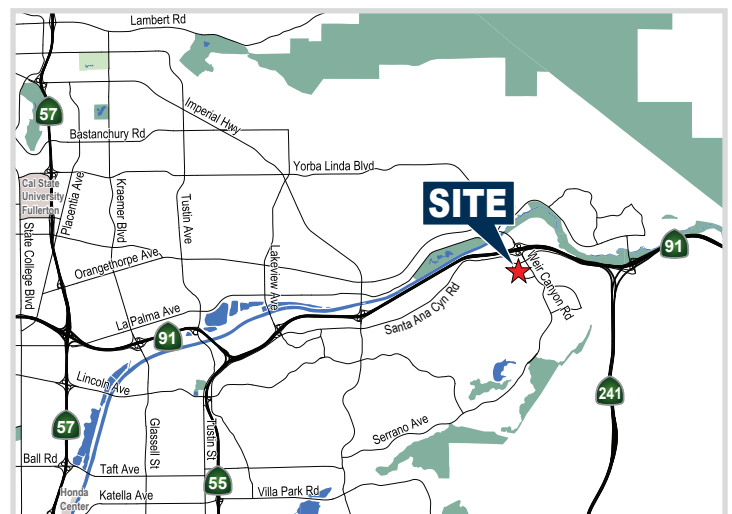 Lambert Rd
57
Imperial Hwy
Bastanchury Rd
Yorba Linda Blvd
Cal State
University
Fullerton
Placentia Ave
Kraemer Blvd
Tustin Ave
SITE
State College Blvd
Orangethorpe Ave
Lakeview Ave
91
Weir Canyon Rd
La Palma Ave
Santa Ana Cyn Rd
91
Lincoln Ave
241
57
Glassell St
Tustin St
Serrano Ave
Ball Rd
Taft Ave
55
Honda
Center
Katella Ave
Villa Park Rd